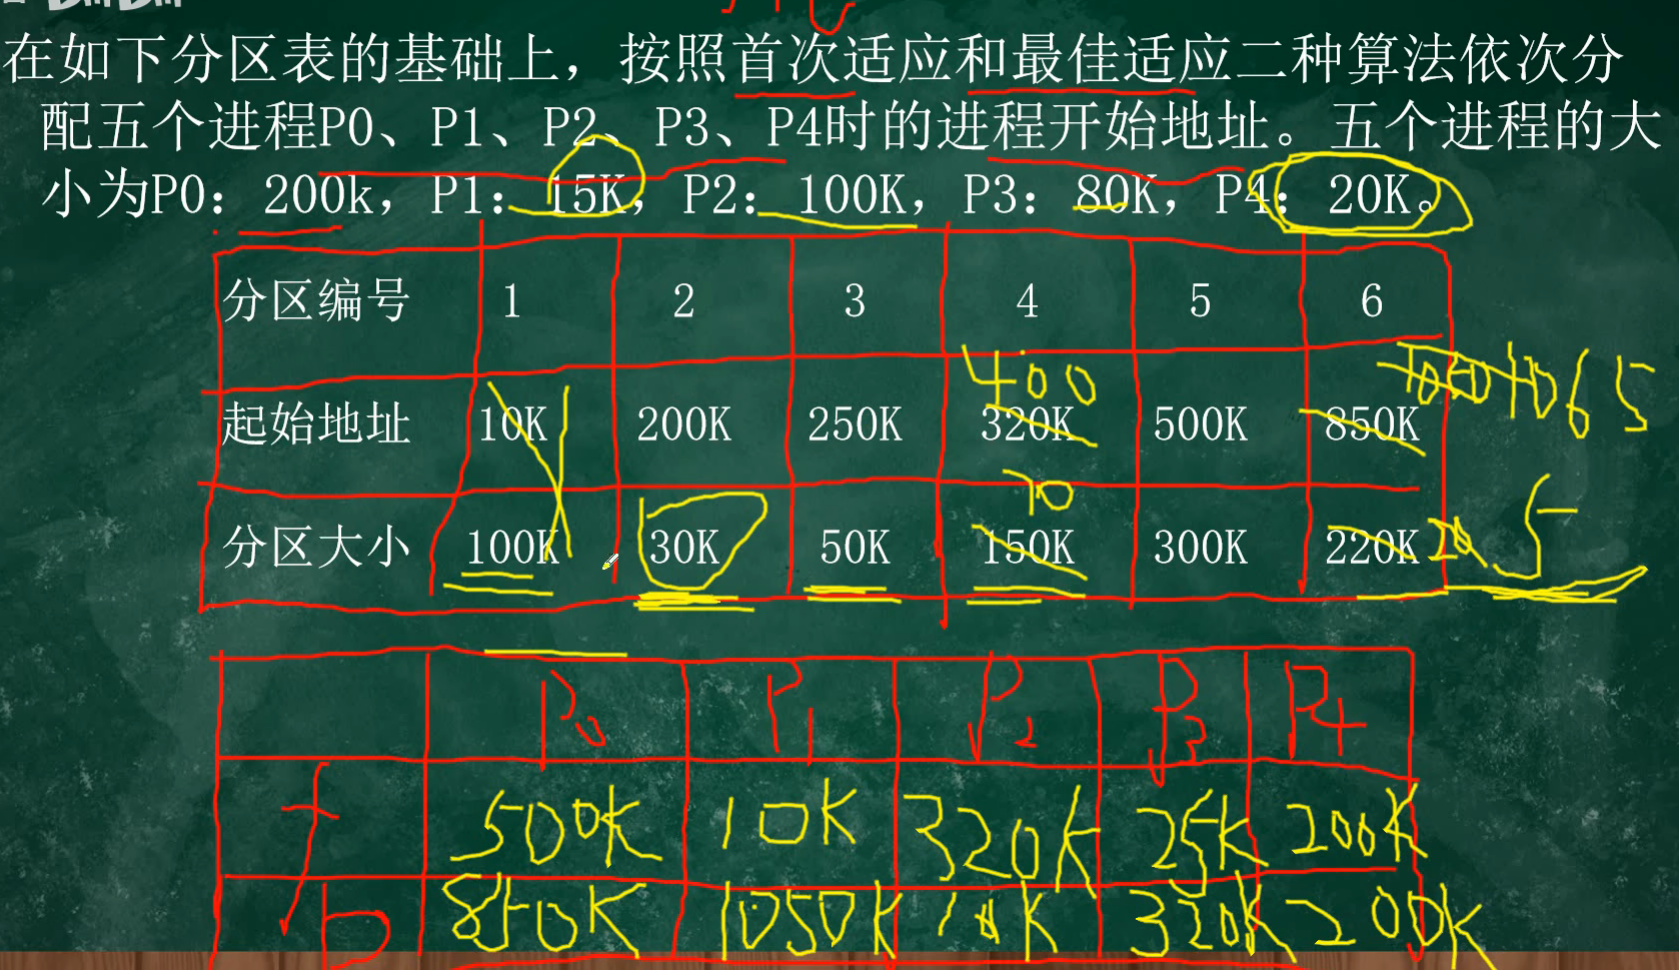 在如下分区表的基础上，按照首次适应和最佳适应二种算法依次分
配五个进程P0、P1、P2、P3、P4时的进程开始地址。五个进程的大
小为P0：200k，P1：15K，P2：100K，P3：80K，P4：20K。
分区编号 1 2 3 4 5 6
400 1065
起始地址 10K 200K 250K 320K 500K 850K
70 5
分区大小 100K 30K 50K 150K 300K 220K
P0 P1 P2 P3 P4
f 500K 10K 320K 25K 200K
b 850K 1050K 10K 320K 200K